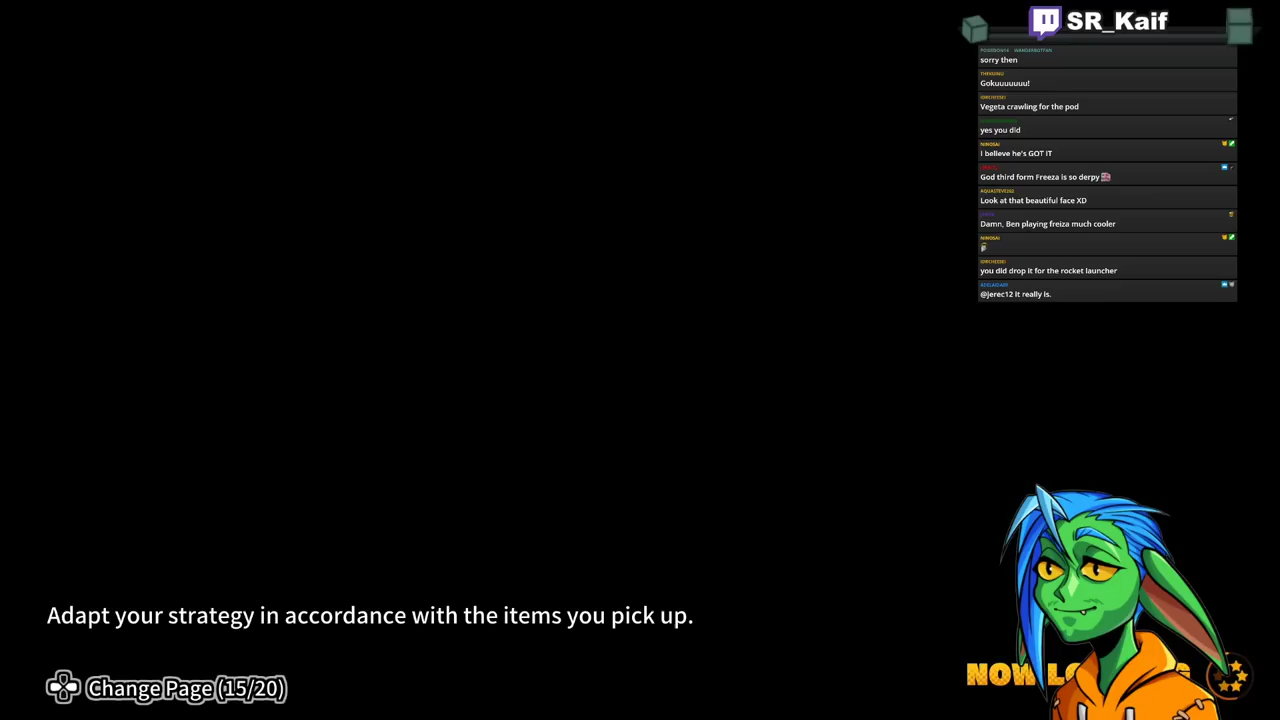 SR_Kaif
sorry then
Gokuuuuuuu!
Vegeta crawling for the pod
yes you did
NINOSAI
I believe he's GOT IT
God third form Freeza is so derpy
Look at that beautiful face XD
Damn, Ben playing freiza much cooler
NINOSAI
you did drop it for the rocket launcher
@Jerec12 It really is.
Adapt your strategy in accordance with the items you pick up.
NOW LO G
Change Page (15/20)